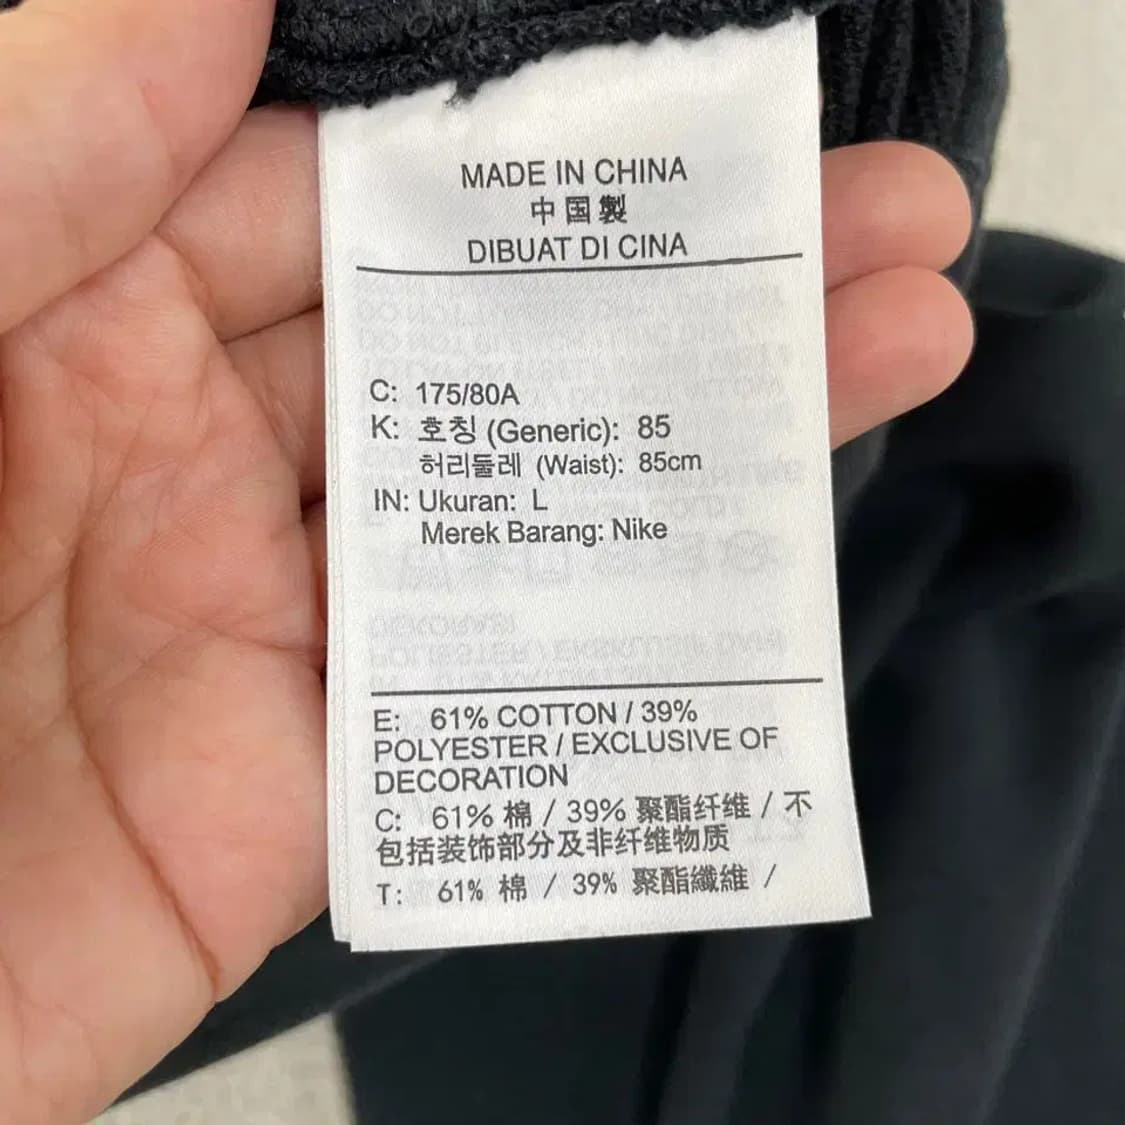 MADE IN CHINA
中国製
DIBUAT DI CINA
C: 175/80A
K: 호칭 (Generic): 85
허리둘레 (Waist): 85cm
IN: Ukuran: L
Merek Barang: Nike
E: 61% COTTON / 39%
POLYESTER / EXCLUSIVE OF
DECORATION
C: 61% 棉 / 39% 聚酯纤维 / 不
包括装饰部分及非纤维物质
T: 61% 棉 / 39% 聚酯纖維 /